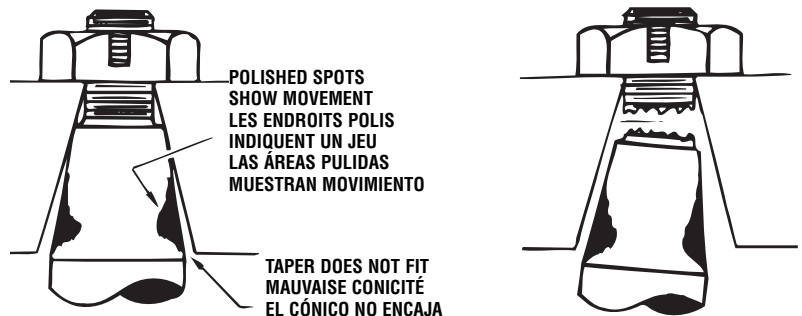 POLISHED SPOTS
SHOW MOVEMENT
LES ENDROITS POLIS
INDIQUENT UN JEU
LAS ÁREAS PULIDAS
MUESTRAN MOVIMIENTO
TAPER DOES NOT FIT
MAUVAISE CONICITÉ
EL CÓNICO NO ENCAJA